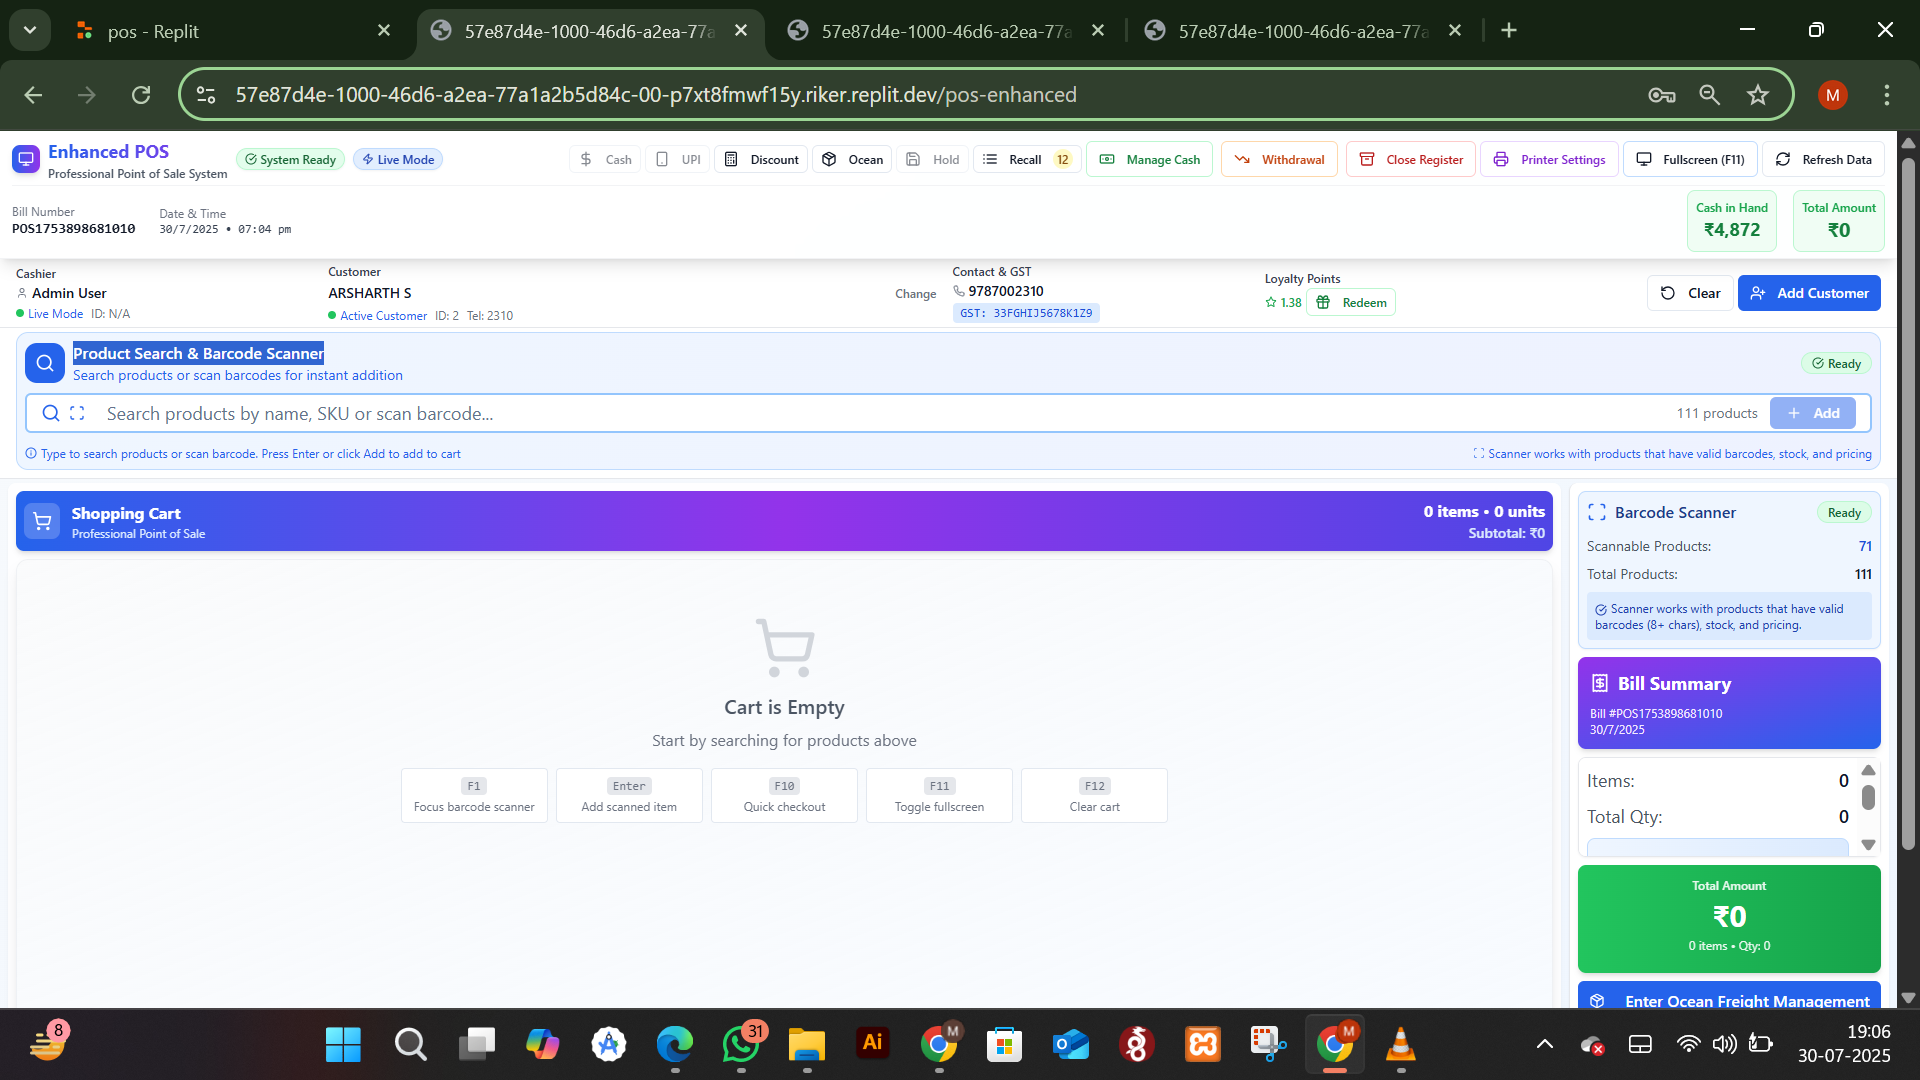 pos - Replit
57e87d4e-1000-46d6-a2ea-77a
57e87d4e-1000-46d6-a2ea-77a
57e87d4e-1000-46d6-a2ea-77a
57e87d4e-1000-46d6-a2ea-77a1a2b5d84c-00-p7xt8fmwf15y.riker.replit.dev/pos-enhanced
M
Enhanced POS
Professional Point of Sale System
System Ready
Live Mode
Cash
UPI
Discount
Ocean
Hold
Recall 12
Manage Cash
Withdrawal
Close Register
Printer Settings
Fullscreen (F11)
Refresh Data
Bill Number
POS1753898681010
Date & Time
30/7/2025 • 07:04 pm
Cash in Hand
₹4,872
Total Amount
₹0
Cashier
Admin User
Live Mode ID: N/A
Customer
ARSHARTH S
Active Customer ID: 2 Tel: 2310
Change
Contact & GST
9787002310
GST: 33FGHIJ5678K1Z9
Loyalty Points
1.38 Redeem
Clear
Add Customer
Product Search & Barcode Scanner
Search products or scan barcodes for instant addition
Ready
Search products by name, SKU or scan barcode...
111 products
Add
Type to search products or scan barcode. Press Enter or click Add to add to cart
Scanner works with products that have valid barcodes, stock, and pricing
Shopping Cart
Professional Point of Sale
0 items • 0 units
Subtotal: ₹0
Cart is Empty
Start by searching for products above
F1
Focus barcode scanner
Enter
Add scanned item
F10
Quick checkout
F11
Toggle fullscreen
F12
Clear cart
Barcode Scanner
Ready
Scannable Products: 71
Total Products: 111
Scanner works with products that have valid
barcodes (8+ chars), stock, and pricing.
Bill Summary
Bill #POS1753898681010
30/7/2025
Items: 0
Total Qty: 0
Total Amount
₹0
0 items • Qty: 0
Enter Ocean Freight Management
8
31
Ai
M
M
19:06
30-07-2025